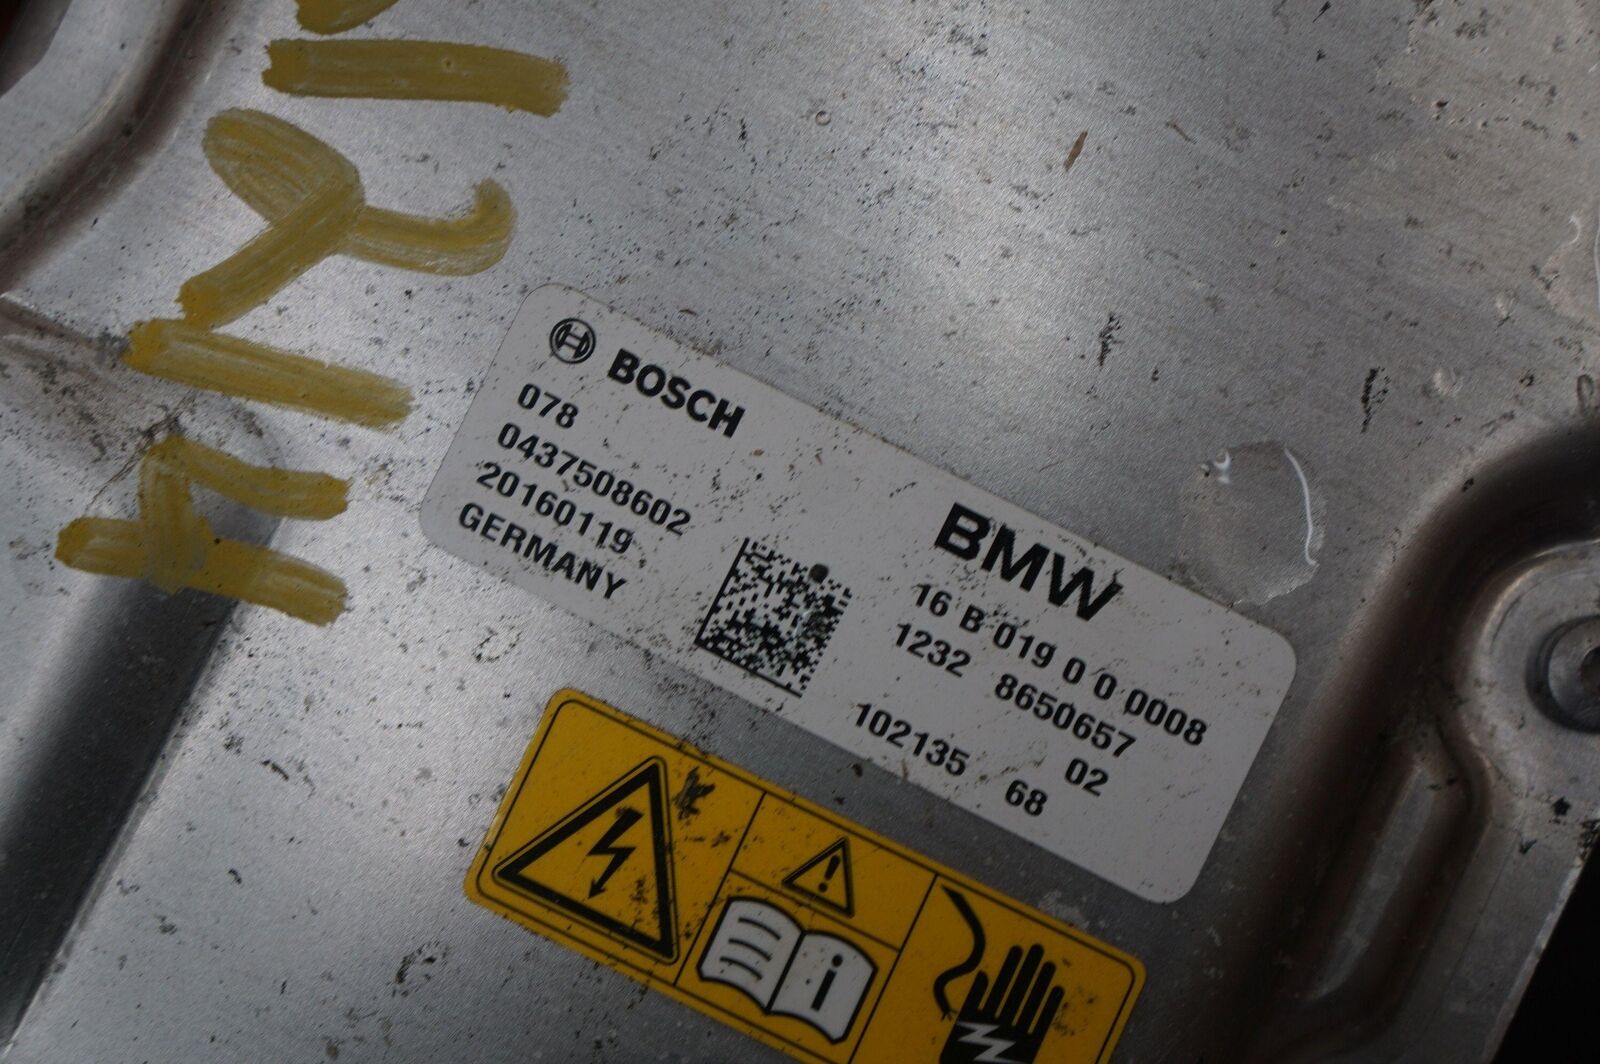 BOSCH
078
0437508602
20160119
GERMANY
BMW
16 B 019 0 0 0008
1232 8650657
02
102135 68